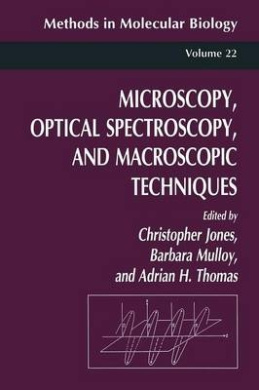 Methods in Molecular Biology
Volume 22
MICROSCOPY,
OPTICAL SPECTROSCOPY,
AND MACROSCOPIC
TECHNIQUES
Edited by
Christopher Jones,
Barbara Mulloy,
and Adrian H. Thomas